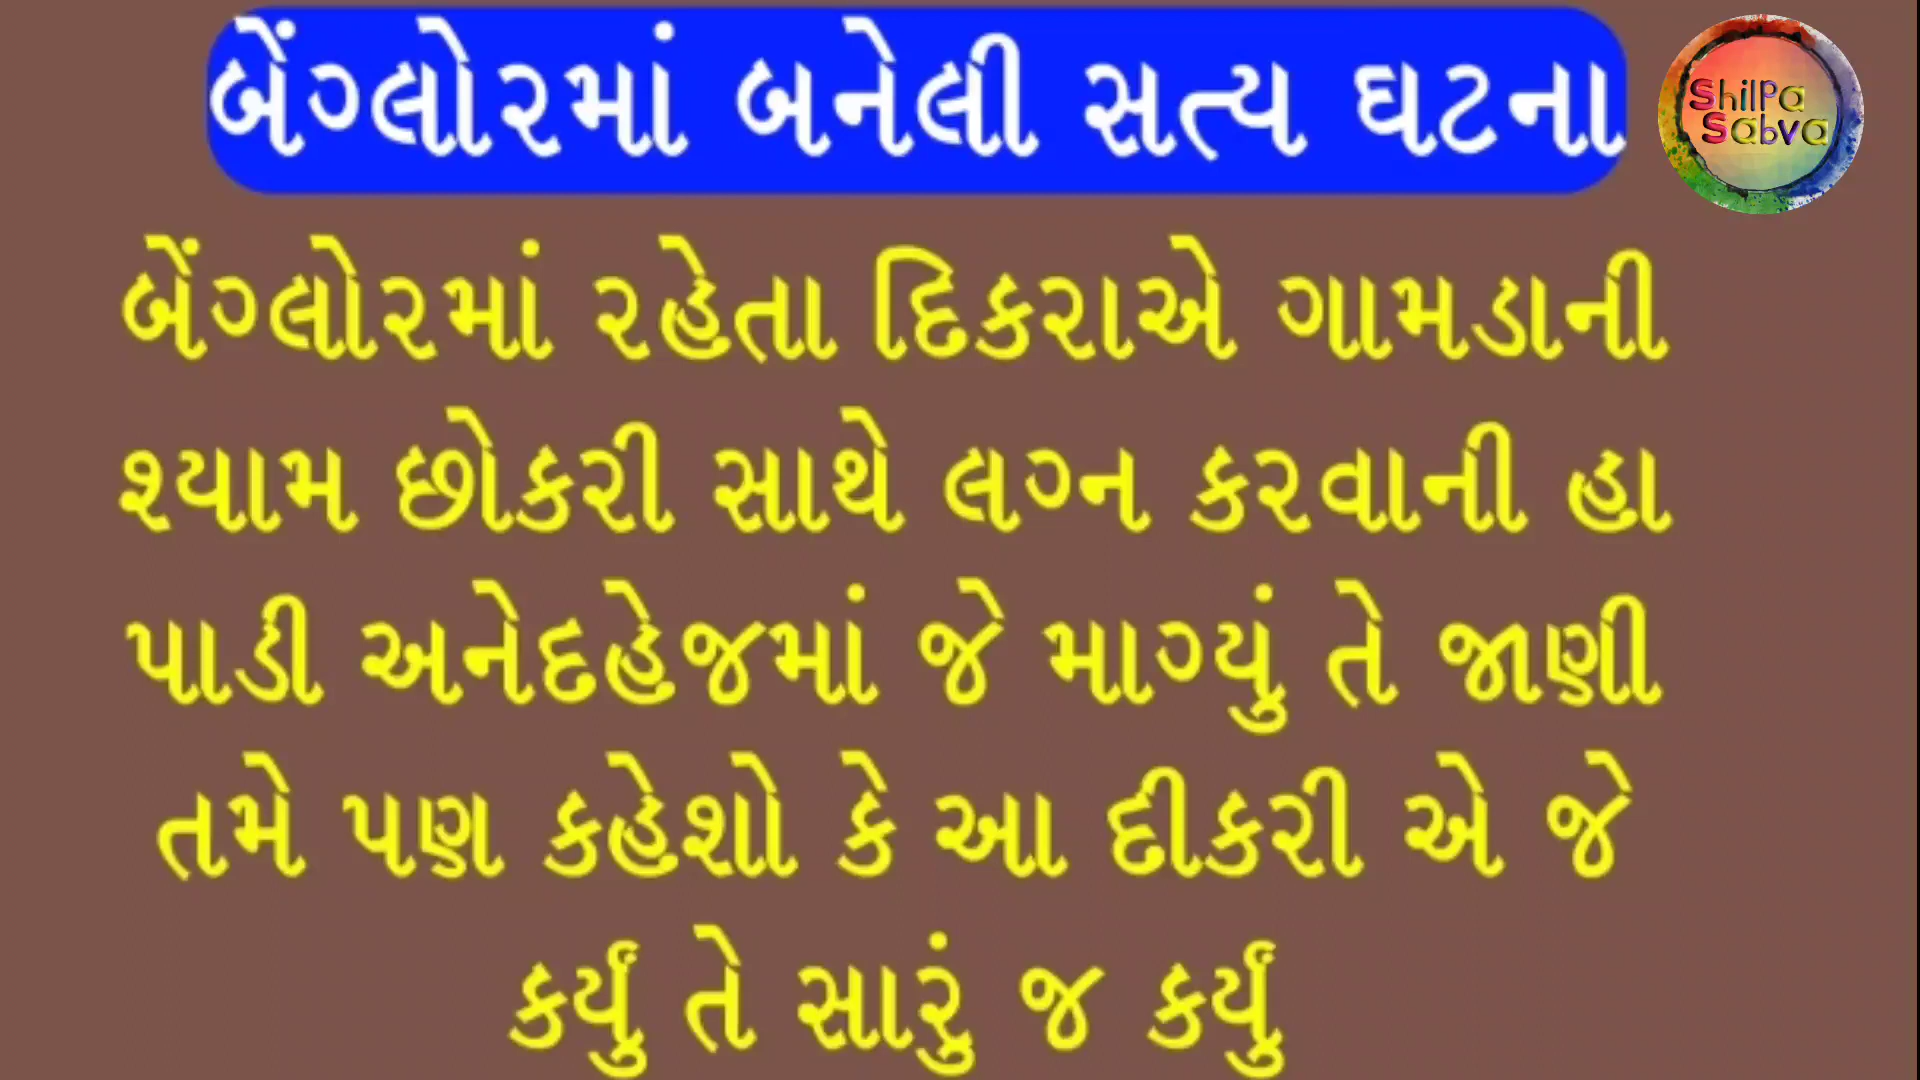 બેંગ્લોરમાં બનેલી સત્ય ઘટના
Shilpa
Sabva
બેંગ્લોરમાં રહેતા દિકરાએ ગામડાની
શ્યામ છોકરી સાથે લગ્ન કરવાની હા
પાડી અનેદહેજમાં જે માગ્યું તે જાણી
તમે પણ કહેશો કે આ દીકરી એ જે
કર્યું તે સારું જ કર્યું